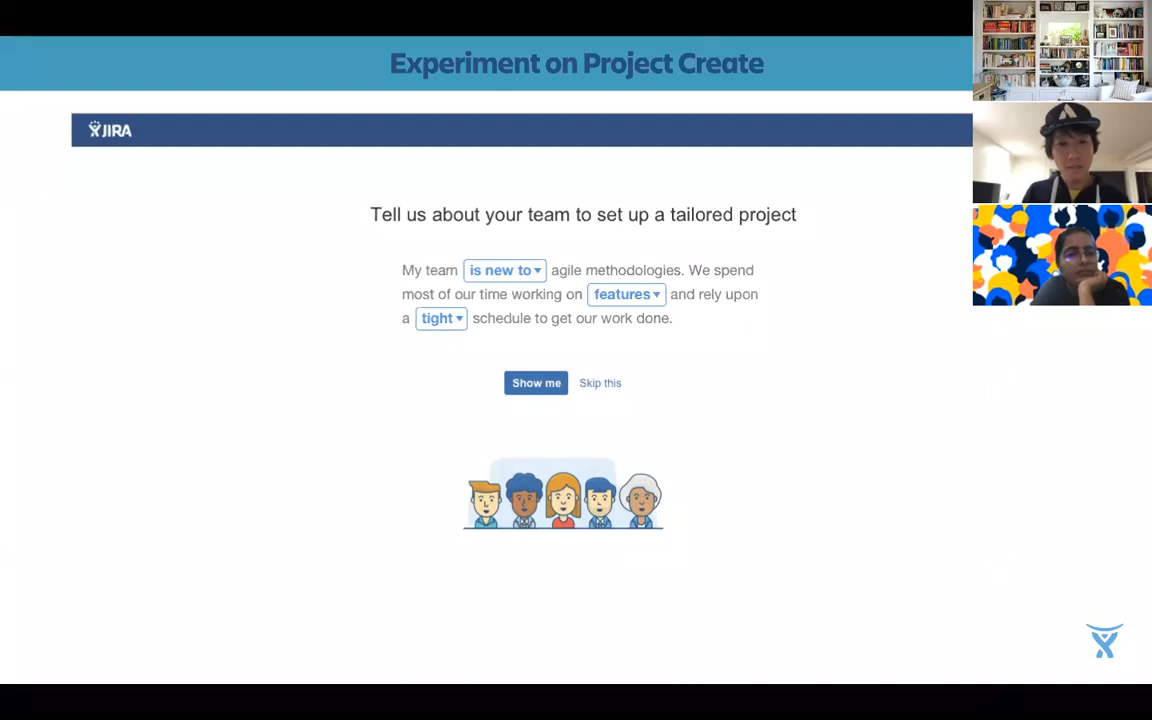 Experiment on Project Create
JIRA
Tell us about your team to set up a tailored project
My team is new to agile methodologies. We spend
most of our time working on features and rely upon
a tight schedule to get our work done.
Show me Skip this